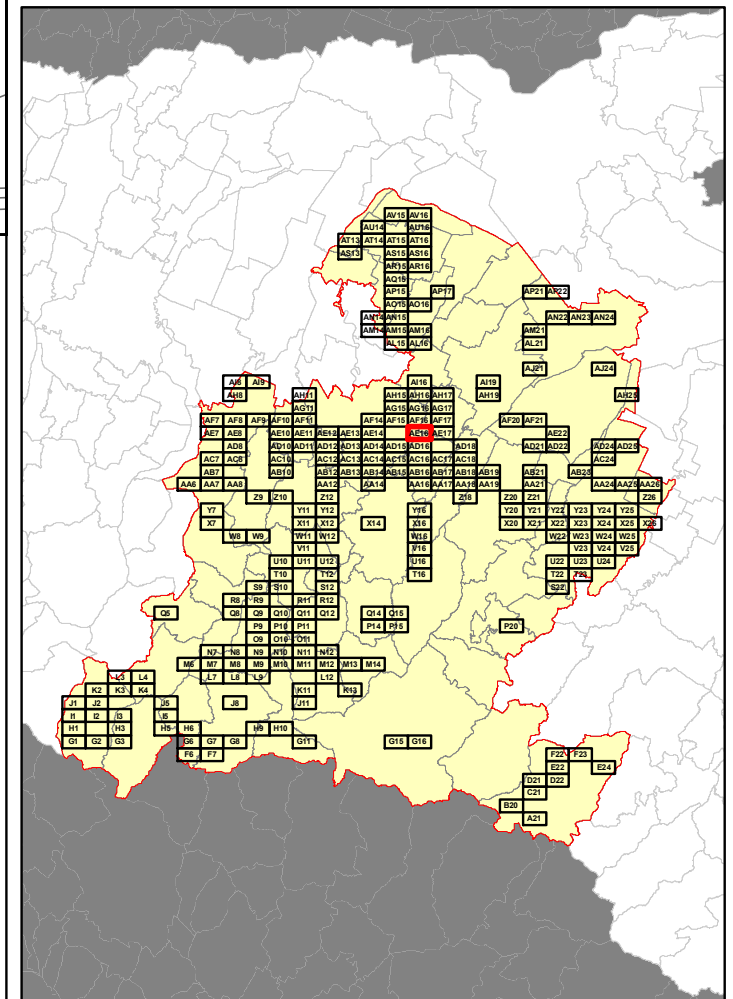 AV15 AV16
AU14 AU16
AT13 AT14 AT15 AT16
AS13 AS15 AS16
AR15 AR16
AQ15
AP15 AP17 AP21 AP22
AO15 AO16
AN14 AN15 AN22 AN23 AN24
AM14 AM15 AM16 AM21
AL15 AL16 AL21
AJ21 AJ24
AI8 AI9 AI16 AI19
AH8 AH11 AH15 AH16 AH17 AH19 AH25
AG11 AG15 AG16 AG17
AF7 AF8 AF9 AF10 AF11 AF14 AF15 AF16 AF17 AF20 AF21
AE7 AE8 AE10 AE11 AE12 AE13 AE14 AE16 AE17 AE22
AD8 AD10 AD11 AD12 AD13 AD14 AD15 AD16 AD18 AD21 AD22 AD24 AD25
AC7 AC8 AC10 AC12 AC13 AC14 AC15 AC16 AC17 AC18 AC24
AB7 AB10 AB12 AB13 AB14 AB15 AB16 AB17 AB18 AB19 AB21 AB23
AA6 AA7 AA8 AA12 AA14 AA16 AA17 AA18 AA19 AA21 AA24 AA25 AA26
Z9 Z10 Z12 Z18 Z20 Z21 Z26
Y7 Y11 Y12 Y16 Y20 Y21 Y22 Y23 Y24 Y25
X7 X11 X12 X14 X16 X20 X21 X22 X23 X24 X25 X26
W8 W9 W11 W12 W16 W22 W23 W24 W25
V11 V16 V23 V24 V25
U10 U11 U12 U16 U22 U23 U24
T10 T12 T16 T22 T23
S9 S10 S12 S22
R8 R9 R11 R12
Q5 Q8 Q9 Q10 Q11 Q12 Q14 Q15
P9 P10 P11 P14 P15 P20
O9 O10 O11
N7 N8 N9 N10 N11 N12
M6 M7 M8 M9 M10 M11 M12 M13 M14
L3 L4 L7 L8 L9 L12
K2 K3 K4 K11 K13
J1 J2 J5 J8 J11
I1 I2 I3 I5
H1 H3 H5 H6 H9 H10
G1 G2 G3 G6 G7 G8 G11 G15 G16
F6 F7 F22 F23
E22 E24
D21 D22
C21
B20
A21